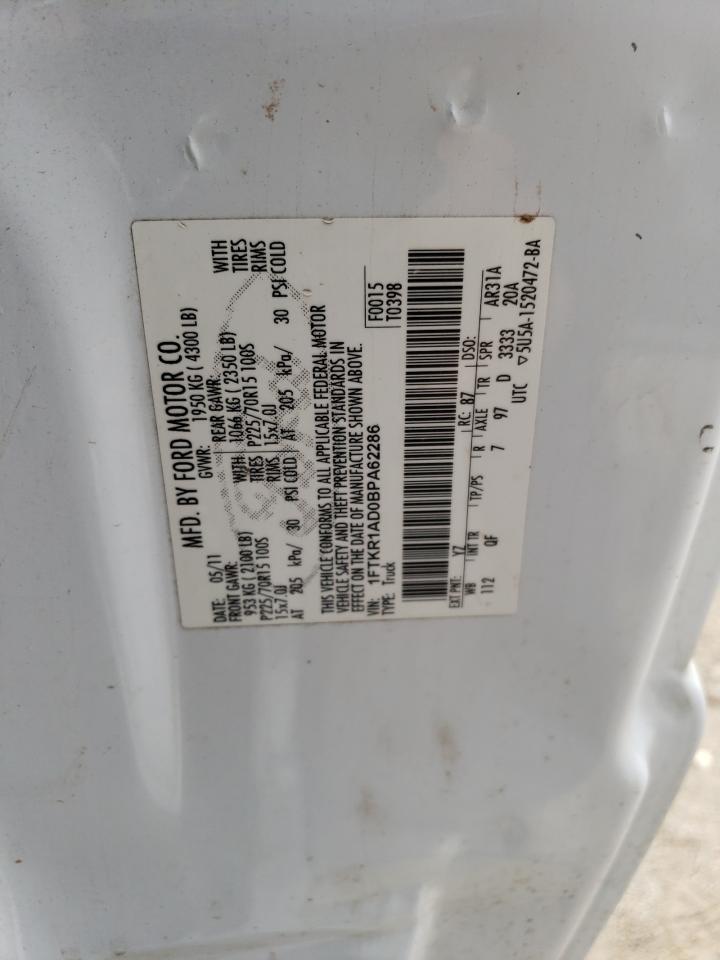 MFD. BY FORD MOTOR CO.
DATE: 05/11 GVWR: 1950 KG ( 4300 LB)
FRONT GAWR: REAR GAWR: WITH
953 KG ( 2100 LB) WITH 1066 KG ( 2350 LB) TIRES
P225/70R15 100S TIRES P225/70R15 100S RIMS
15x7.0J RIMS 15x7.0J
AT 205 kPa/ 30 PSI COLD AT 205 kPa/ 30 PSI COLD
THIS VEHICLE CONFORMS TO ALL APPLICABLE FEDERAL MOTOR
VEHICLE SAFETY AND THEFT PREVENTION STANDARDS IN
EFFECT ON THE DATE OF MANUFACTURE SHOWN ABOVE.
VIN: 1FTKR1AD0BPA62286 F0015
TYPE: Truck T0398
EXT PNT: YZ RC: 87 DSO:
WB INT TR TP/PS R AXLE TR SPR AR31A
112 QF 7 97 D 3333 20A
UTC ▽5U5A-1520472-BA